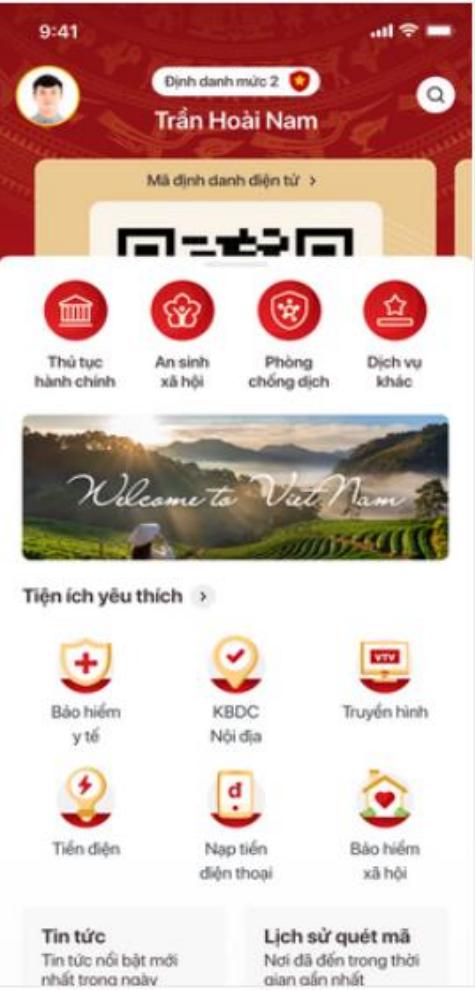 9:41
Định danh mức 2
Trần Hoài Nam
Mã định danh điện tử >
Thủ tục
hành chính
An sinh
xã hội
Phòng
chống dịch
Dịch vụ
khác
Welcome to Viet Nam
Tiện ích yêu thích >
Bảo hiểm
y tế
KBDC
Nội địa
VTV
Truyền hình
Tiền điện
đ
Nạp tiền
điện thoại
Bảo hiểm
xã hội
Tin tức
Tin tức nổi bật mới
nhất trong ngày
Lịch sử quét mã
Nơi đã đến trong thời
gian gần nhất